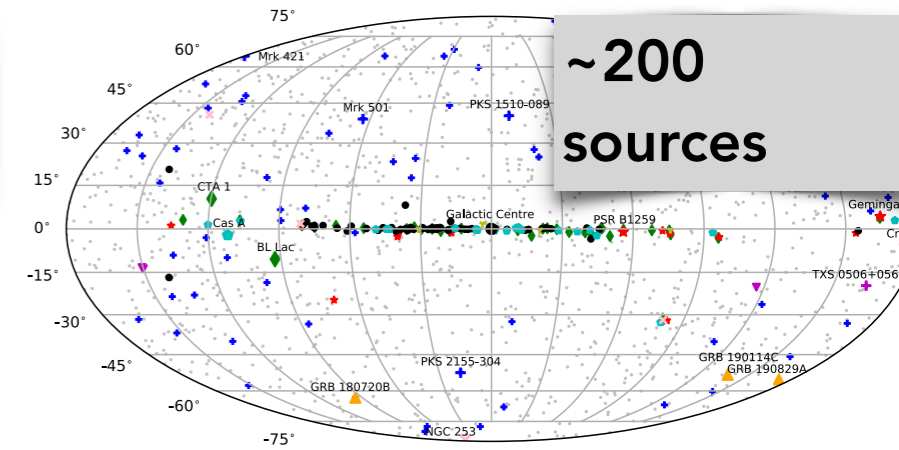 75°
~200
sources
60°
Mrk 421
45°
Mrk 501
PKS 1510-089
30°
15°
CTA 1
Geminga
Galactic Centre
PSR B1259
0°
Cas A
Cr
BL Lac
-15°
TXS 0506+056
-30°
-45°
PKS 2155-304
GRB 190114C
GRB 190829A
GRB 180720B
-60°
NGC 253
-75°